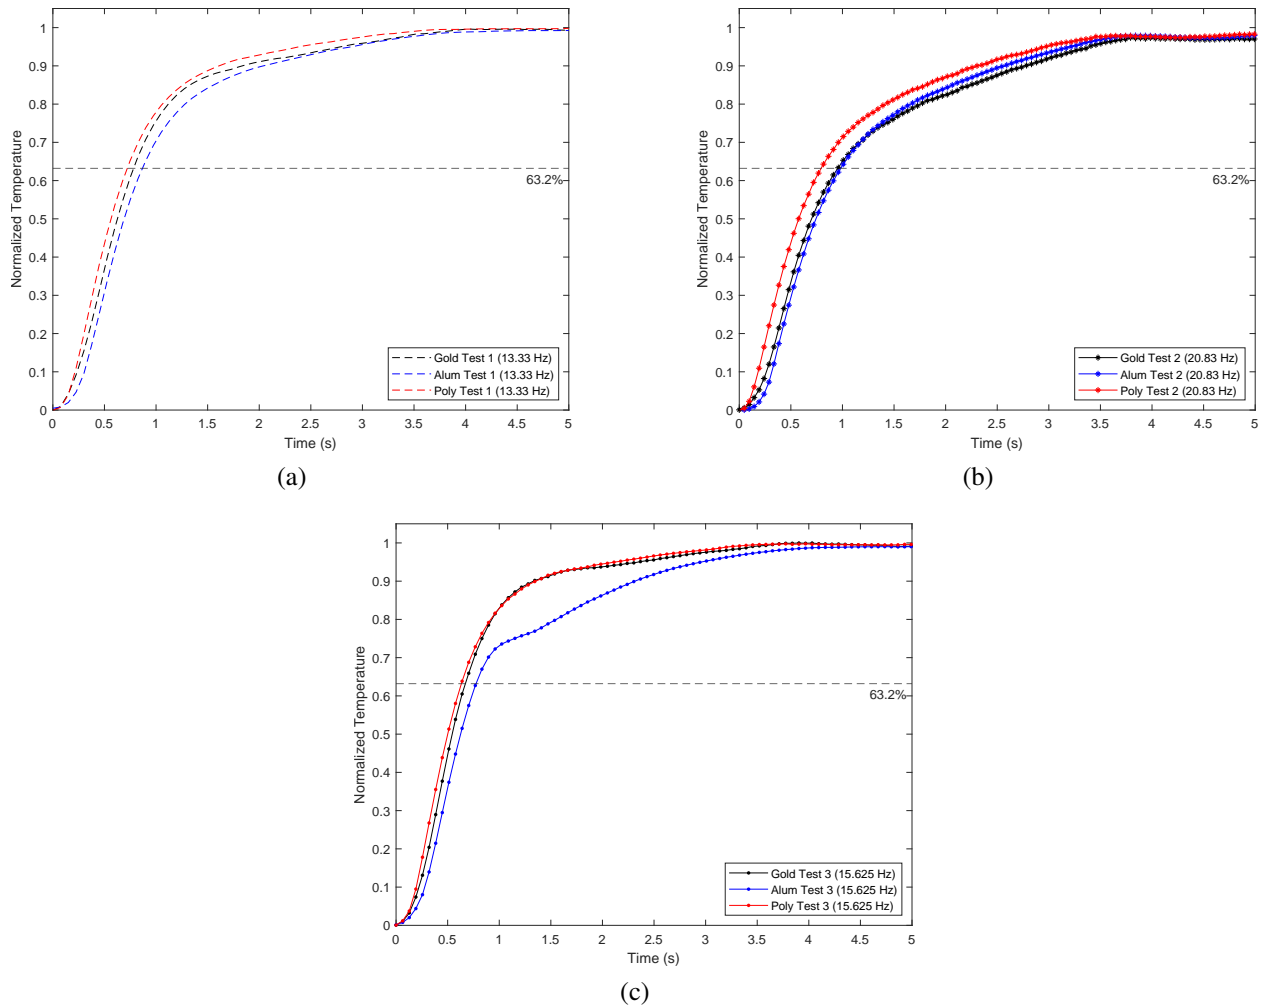 1
0.9
0.8
0.7
0.6
0.5
0.4
0.3
0.2
0.1
0
Normalized Temperature
63.2%
Gold Test 1 (13.33 Hz)
Alum Test 1 (13.33 Hz)
Poly Test 1 (13.33 Hz)
0 0.5 1 1.5 2 2.5 3 3.5 4 4.5 5
Time (s)
(a)
1
0.9
0.8
0.7
0.6
0.5
0.4
0.3
0.2
0.1
0
Normalized Temperature
63.2%
Gold Test 2 (20.83 Hz)
Alum Test 2 (20.83 Hz)
Poly Test 2 (20.83 Hz)
0 0.5 1 1.5 2 2.5 3 3.5 4 4.5 5
Time (s)
(b)
1
0.9
0.8
0.7
0.6
0.5
0.4
0.3
0.2
0.1
0
Normalized Temperature
63.2%
Gold Test 3 (15.625 Hz)
Alum Test 3 (15.625 Hz)
Poly Test 3 (15.625 Hz)
0 0.5 1 1.5 2 2.5 3 3.5 4 4.5 5
Time (s)
(c)